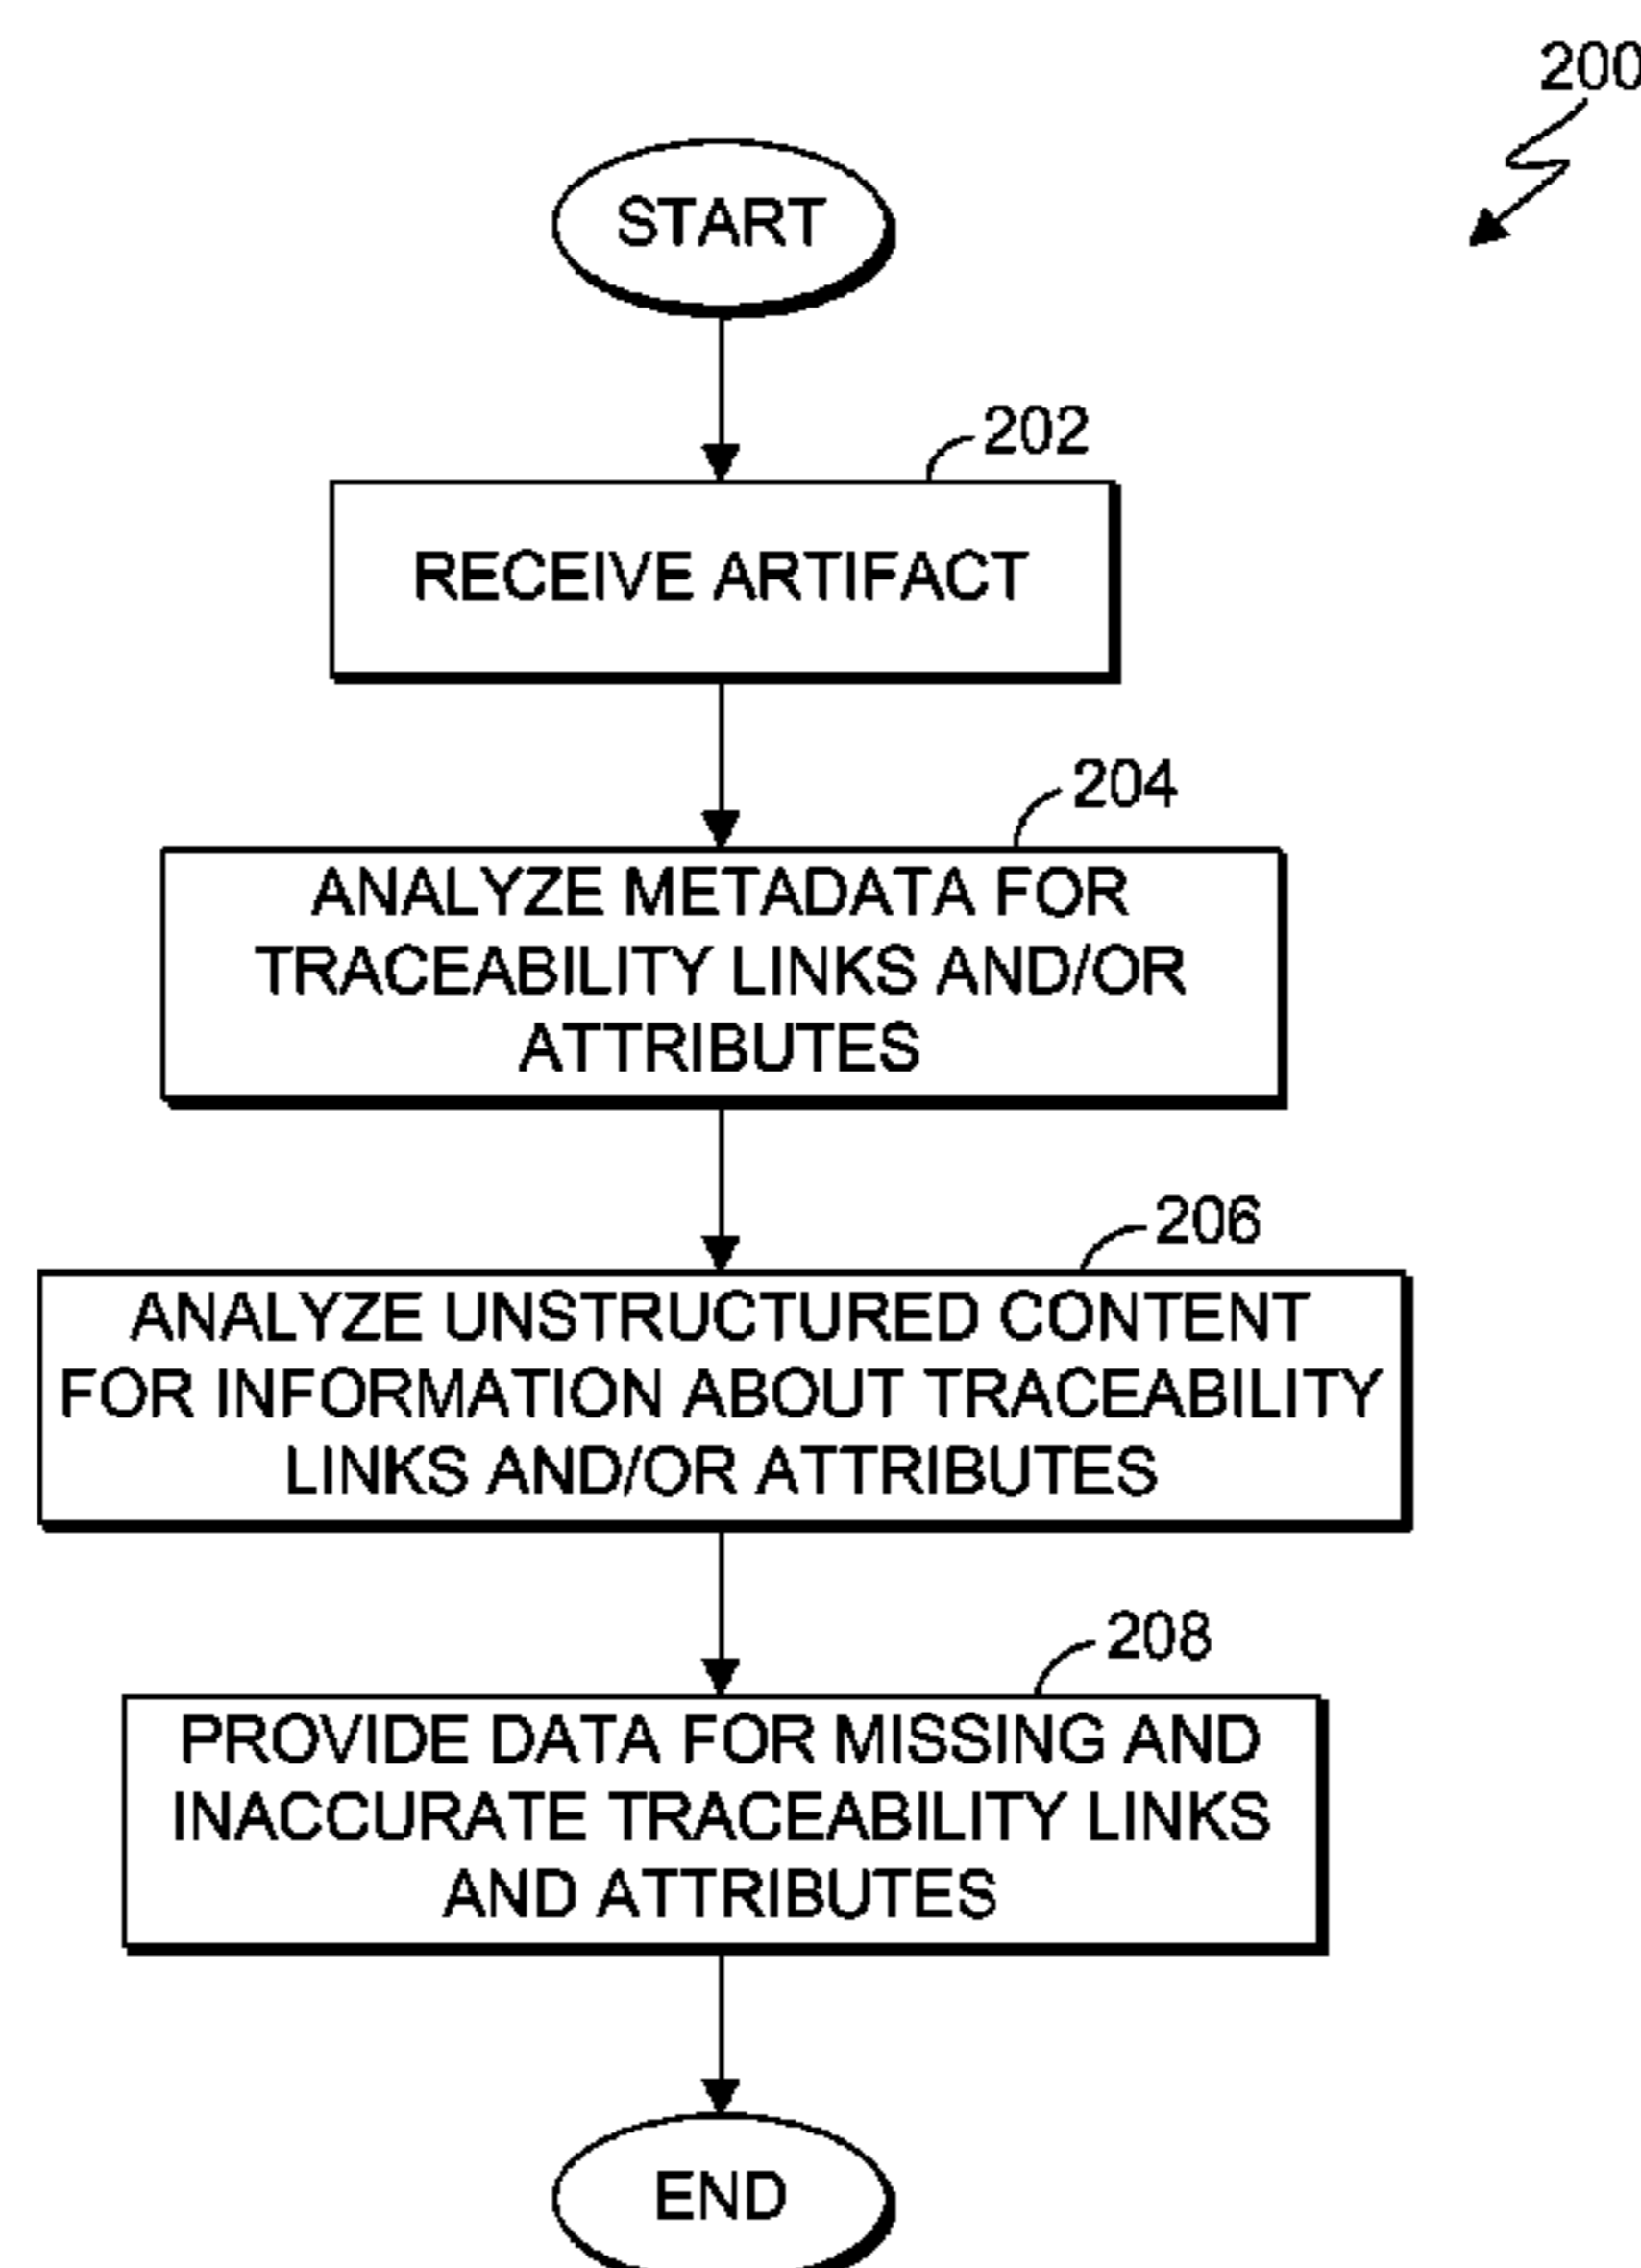 200
START
202
RECEIVE ARTIFACT
204
ANALYZE METADATA FOR
TRACEABILITY LINKS AND/OR
ATTRIBUTES
206
ANALYZE UNSTRUCTURED CONTENT
FOR INFORMATION ABOUT TRACEABILITY
LINKS AND/OR ATTRIBUTES
208
PROVIDE DATA FOR MISSING AND
INACCURATE TRACEABILITY LINKS
AND ATTRIBUTES
END